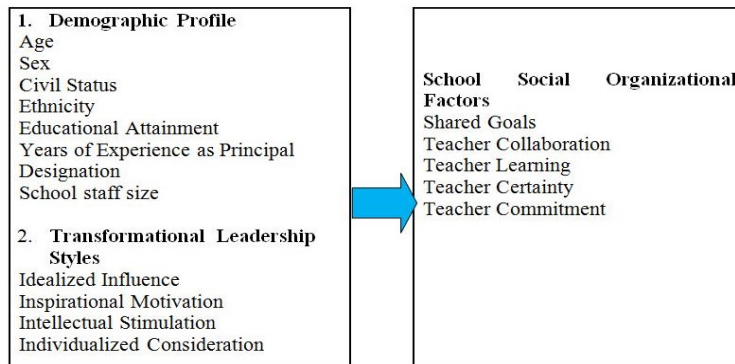 1. Demographic Profile
Age
Sex
Civil Status
Ethnicity
Educational Attainment
Years of Experience as Principal
Designation
School staff size
2. Transformational Leadership
Styles
Idealized Influence
Inspirational Motivation
Intellectual Stimulation
Individualized Consideration
School Social Organizational
Factors
Shared Goals
Teacher Collaboration
Teacher Learning
Teacher Certainty
Teacher Commitment